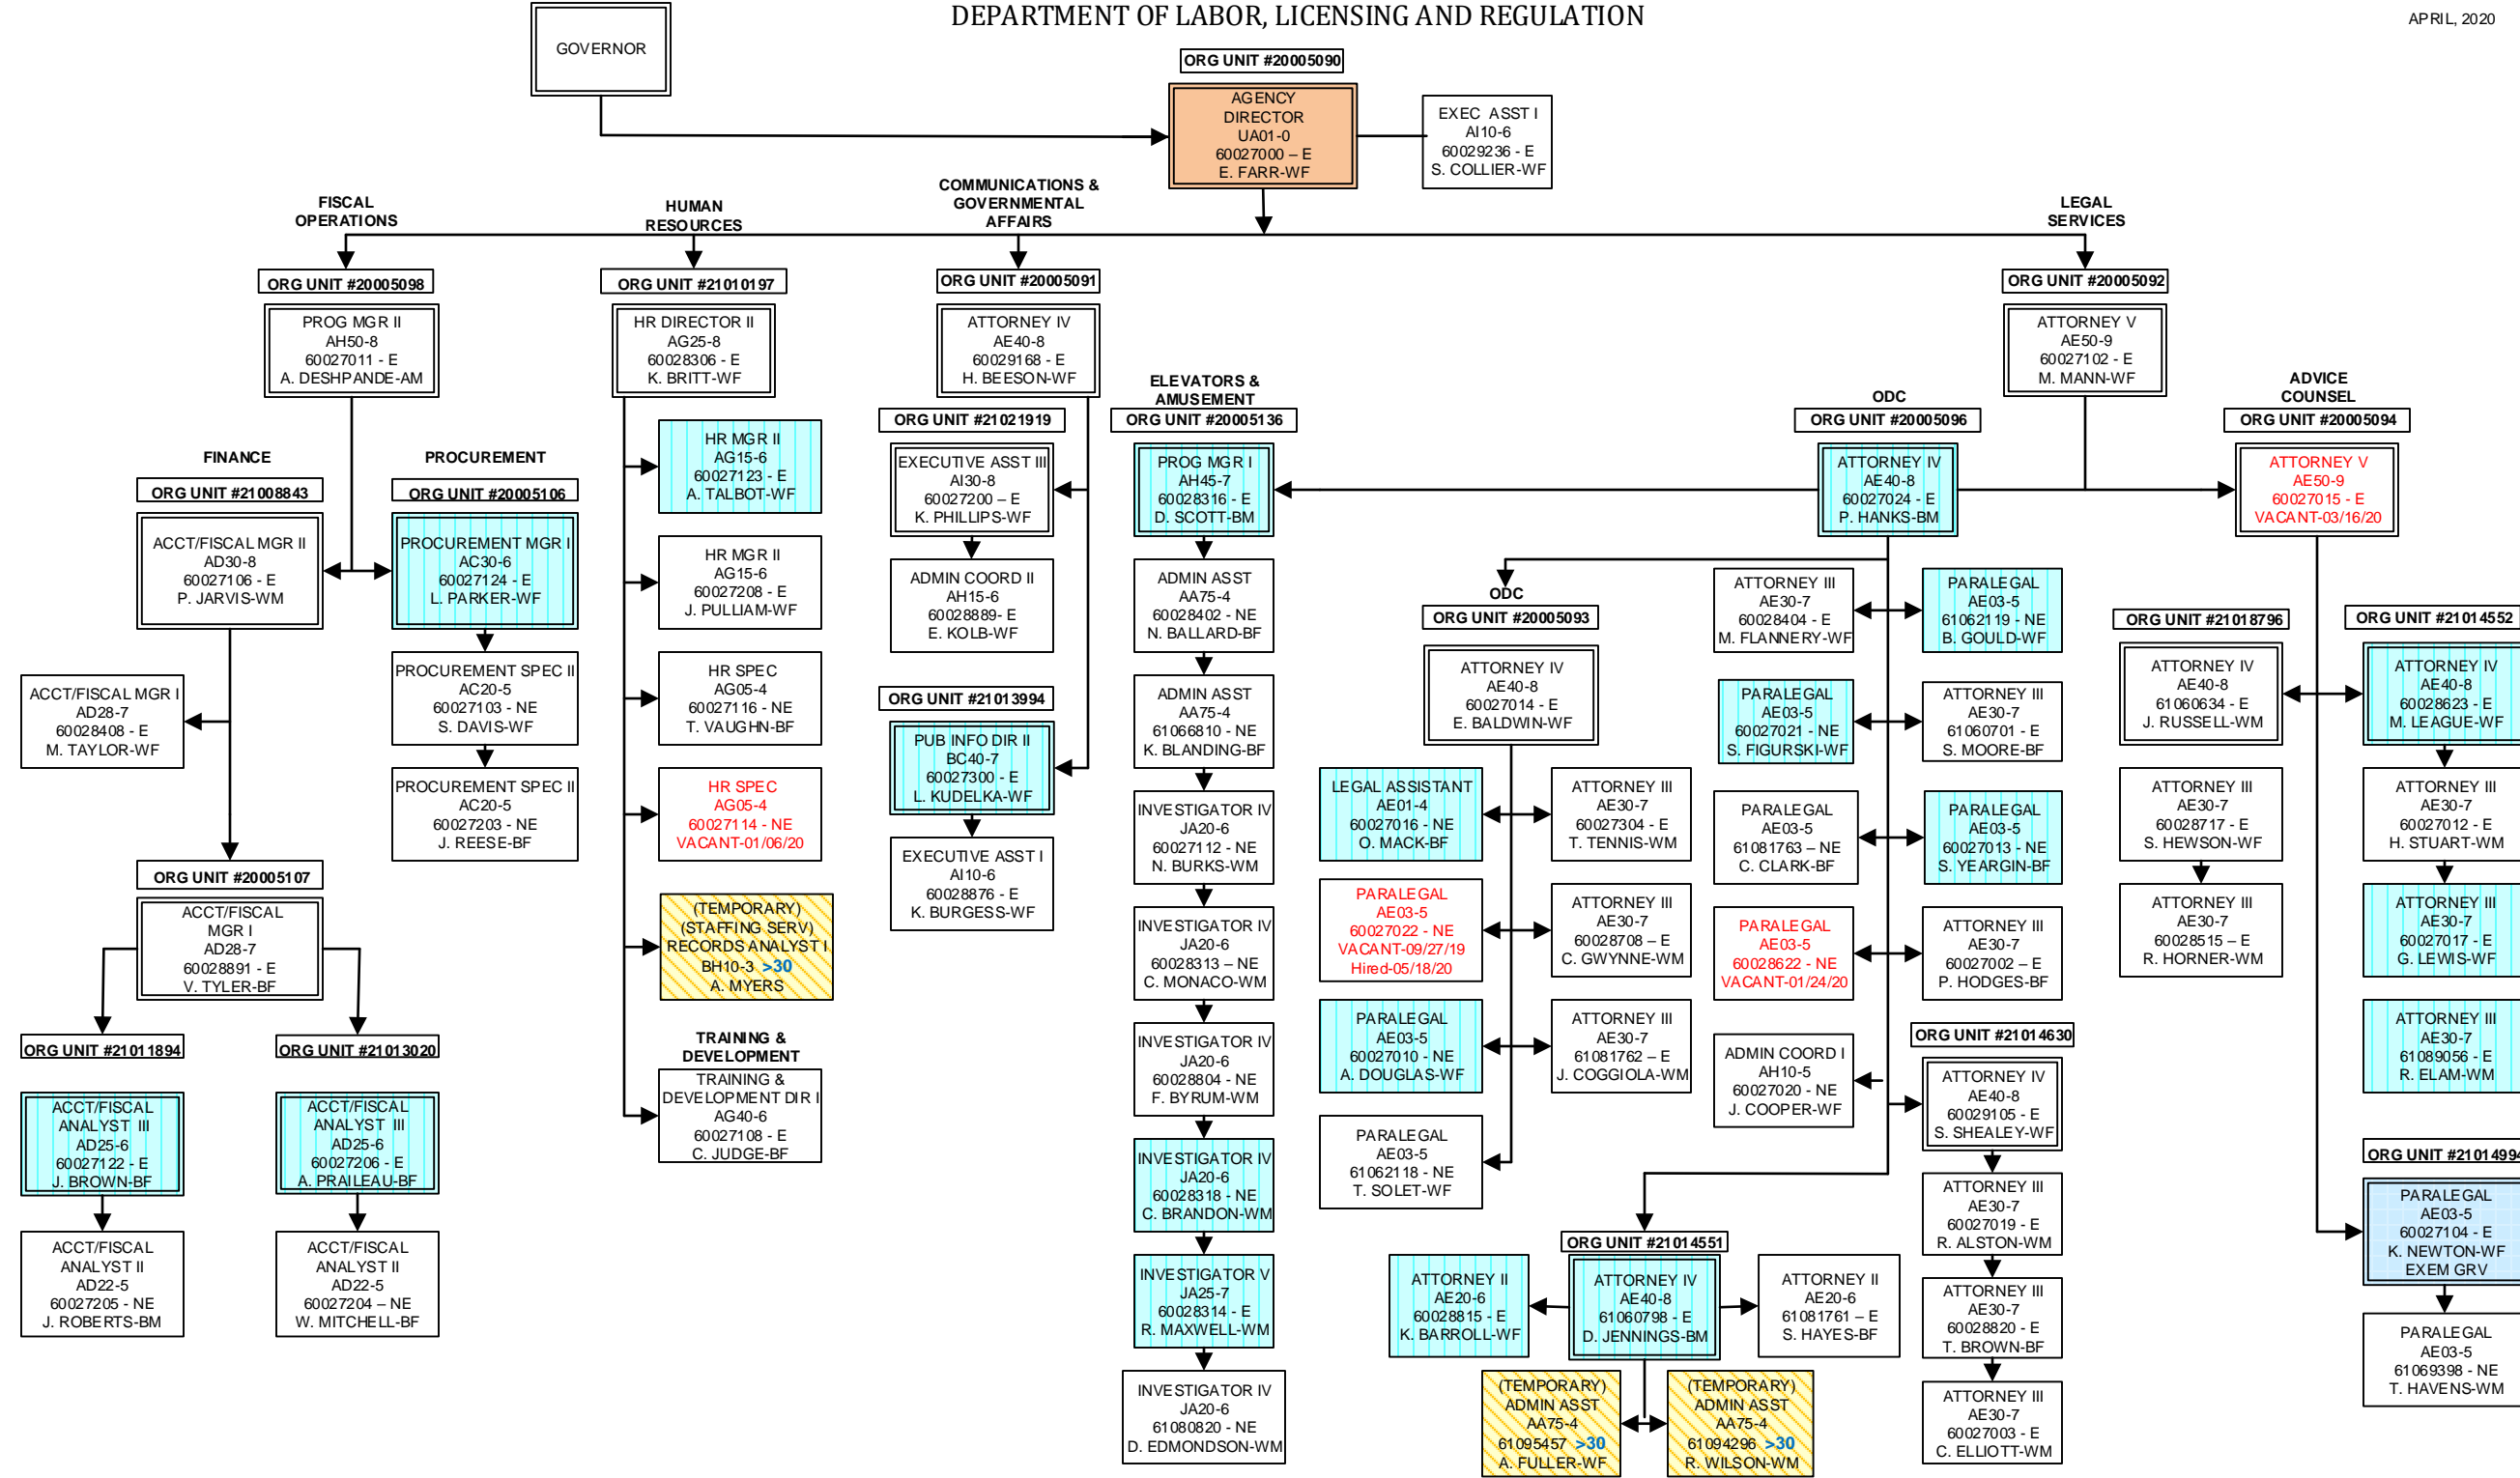 DEPARTMENT OF LABOR, LICENSING AND REGULATION
APRIL, 2020
GOVERNOR
ORG UNIT #20005090
AGENCY
DIRECTOR
UA01-0
60027000 – E
E. FARR-WF
EXEC ASST I
AI10-6
60029236 - E
S. COLLIER-WF
FISCAL
OPERATIONS
HUMAN
RESOURCES
COMMUNICATIONS &
GOVERNMENTAL
AFFAIRS
LEGAL
SERVICES
ORG UNIT #20005098
PROG MGR II
AH50-8
60027011 - E
A. DESHPANDE-AM
ORG UNIT #21010197
HR DIRECTOR II
AG25-8
60028306 - E
K. BRITT-WF
ORG UNIT #20005091
ATTORNEY IV
AE40-8
60029168 - E
H. BEESON-WF
ORG UNIT #20005092
ATTORNEY V
AE50-9
60027102 - E
M. MANN-WF
FINANCE
ORG UNIT #21008843
ACCT/FISCAL MGR II
AD30-8
60027106 - E
P. JARVIS-WM
PROCUREMENT
ORG UNIT #20005106
PROCUREMENT MGR I
AC30-6
60027124 - E
L. PARKER-WF
PROCUREMENT SPEC II
AC20-5
60027103 - NE
S. DAVIS-WF
PROCUREMENT SPEC II
AC20-5
60027203 - NE
J. REESE-BF
ACCT/FISCAL MGR I
AD28-7
60028408 - E
M. TAYLOR-WF
ORG UNIT #20005107
ACCT/FISCAL
MGR I
AD28-7
60028891 - E
V. TYLER-BF
ORG UNIT #21011894
ACCT/FISCAL
ANALYST III
AD25-6
60027122 - E
J. BROWN-BF
ACCT/FISCAL
ANALYST II
AD22-5
60027205 - NE
J. ROBERTS-BM
ORG UNIT #21013020
ACCT/FISCAL
ANALYST III
AD25-6
60027206 - E
A. PRAILEAU-BF
ACCT/FISCAL
ANALYST II
AD22-5
60027204 – NE
W. MITCHELL-BF
HR MGR II
AG15-6
60027123 - E
A. TALBOT-WF
HR MGR II
AG15-6
60027208 - E
J. PULLIAM-WF
HR SPEC
AG05-4
60027116 - NE
T. VAUGHN-BF
HR SPEC
AG05-4
60027114 - NE
VACANT-01/06/20
(TEMPORARY)
(STAFFING SERV)
RECORDS ANALYST I
BH10-3 >30
A. MYERS
TRAINING &
DEVELOPMENT
TRAINING &
DEVELOPMENT DIR I
AG40-6
60027108 - E
C. JUDGE-BF
ORG UNIT #21021919
EXECUTIVE ASST III
AI30-8
60027200 – E
K. PHILLIPS-WF
ADMIN COORD II
AH15-6
60028889- E
E. KOLB-WF
ORG UNIT #21013994
PUB INFO DIR II
BC40-7
60027300 - E
L. KUDELKA-WF
EXECUTIVE ASST I
AI10-6
60028876 - E
K. BURGESS-WF
ELEVATORS &
AMUSEMENT
ORG UNIT #20005136
PROG MGR I
AH45-7
60028316 - E
D. SCOTT-BM
ADMIN ASST
AA75-4
60028402 - NE
N. BALLARD-BF
ADMIN ASST
AA75-4
61066810 - NE
K. BLANDING-BF
INVESTIGATOR IV
JA20-6
60027112 - NE
N. BURKS-WM
INVESTIGATOR IV
JA20-6
60028313 – NE
C. MONACO-WM
INVESTIGATOR IV
JA20-6
60028804 - NE
F. BYRUM-WM
INVESTIGATOR IV
JA20-6
60028318 - NE
C. BRANDON-WM
INVESTIGATOR V
JA25-7
60028314 - E
R. MAXWELL-WM
INVESTIGATOR IV
JA20-6
61080820 - NE
D. EDMONDSON-WM
ODC
ORG UNIT #20005096
ATTORNEY IV
AE40-8
60027024 - E
P. HANKS-BM
ODC
ORG UNIT #20005093
ATTORNEY IV
AE40-8
60027014 - E
E. BALDWIN-WF
LEGAL ASSISTANT
AE01-4
60027016 - NE
O. MACK-BF
ATTORNEY III
AE30-7
60027304 - E
T. TENNIS-WM
PARALEGAL
AE03-5
60027022 - NE
VACANT-09/27/19
Hired-05/18/20
ATTORNEY III
AE30-7
60028708 – E
C. GWYNNE-WM
PARALEGAL
AE03-5
60027010 - NE
A. DOUGLAS-WF
ATTORNEY III
AE30-7
61081762 – E
J. COGGIOLA-WM
PARALEGAL
AE03-5
61062118 - NE
T. SOLET-WF
ATTORNEY III
AE30-7
60028404 - E
M. FLANNERY-WF
PARALEGAL
AE03-5
61062119 - NE
B. GOULD-WF
PARALEGAL
AE03-5
60027021 - NE
S. FIGURSKI-WF
ATTORNEY III
AE30-7
61060701 - E
S. MOORE-BF
PARALEGAL
AE03-5
61081763 – NE
C. CLARK-BF
PARALEGAL
AE03-5
60027013 - NE
S. YEARGIN-BF
PARALEGAL
AE03-5
60028622 - NE
VACANT-01/24/20
ATTORNEY III
AE30-7
60027002 – E
P. HODGES-BF
ADMIN COORD I
AH10-5
60027020 - NE
J. COOPER-WF
ORG UNIT #21014630
ATTORNEY IV
AE40-8
60029105 - E
S. SHEALEY-WF
ATTORNEY III
AE30-7
60027019 - E
R. ALSTON-WM
ATTORNEY III
AE30-7
60028820 - E
T. BROWN-BF
ATTORNEY III
AE30-7
60027003 – E
C. ELLIOTT-WM
ORG UNIT #21014551
ATTORNEY II
AE20-6
60028815 - E
K. BARROLL-WF
ATTORNEY IV
AE40-8
61060798 - E
D. JENNINGS-BM
ATTORNEY II
AE20-6
61081761 – E
S. HAYES-BF
(TEMPORARY)
ADMIN ASST
AA75-4
61095457 >30
A. FULLER-WF
(TEMPORARY)
ADMIN ASST
AA75-4
61094296 >30
R. WILSON-WM
ADVICE
COUNSEL
ORG UNIT #20005094
ATTORNEY V
AE50-9
60027015 - E
VACANT-03/16/20
ORG UNIT #21018796
ATTORNEY IV
AE40-8
61060634 - E
J. RUSSELL-WM
ATTORNEY III
AE30-7
60028717 - E
S. HEWSON-WF
ATTORNEY III
AE30-7
60028515 – E
R. HORNER-WM
ORG UNIT #21014552
ATTORNEY IV
AE40-8
60028623 - E
M. LEAGUE-WF
ATTORNEY III
AE30-7
60027012 - E
H. STUART-WM
ATTORNEY III
AE30-7
60027017 - E
G. LEWIS-WF
ATTORNEY III
AE30-7
61089056 - E
R. ELAM-WM
ORG UNIT #21014994
PARALEGAL
AE03-5
60027104 - E
K. NEWTON-WF
EXEM GRV
PARALEGAL
AE03-5
61069398 - NE
T. HAVENS-WM